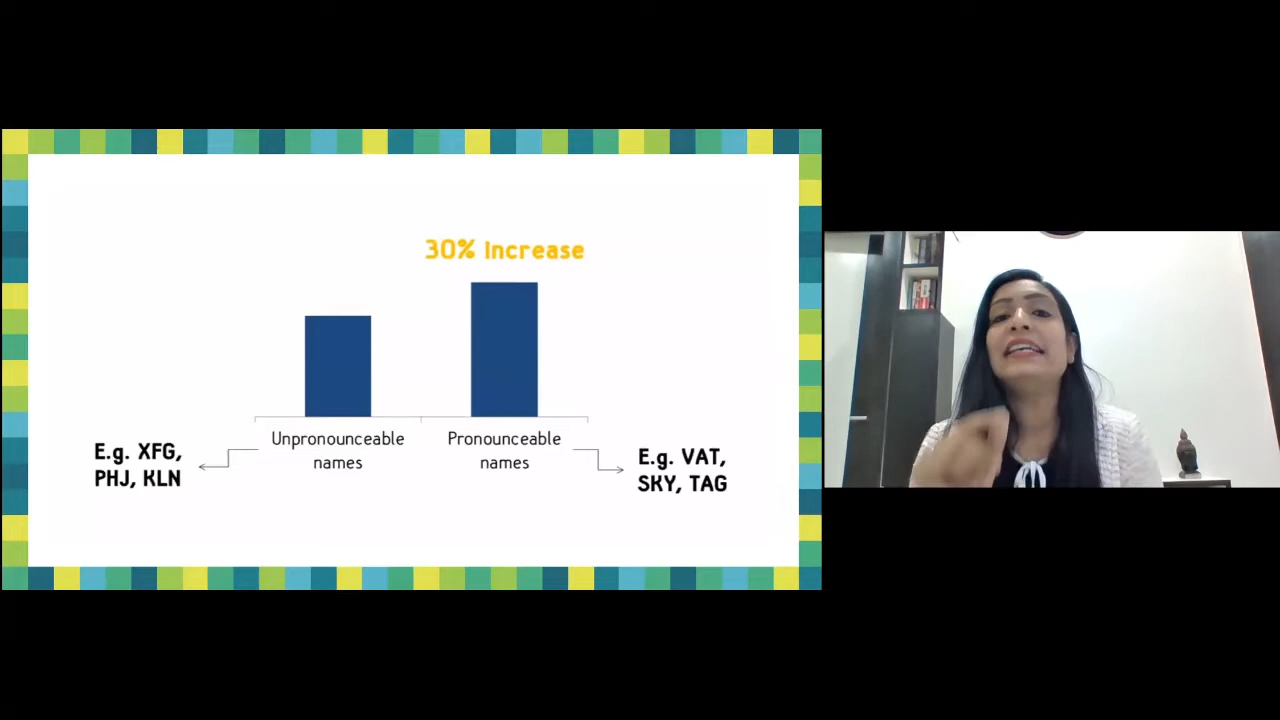 30% increase
Unpronounceable
names
Pronounceable
names
E.g. XFG,
PHJ, KLN
E.g. VAT,
SKY, TAG